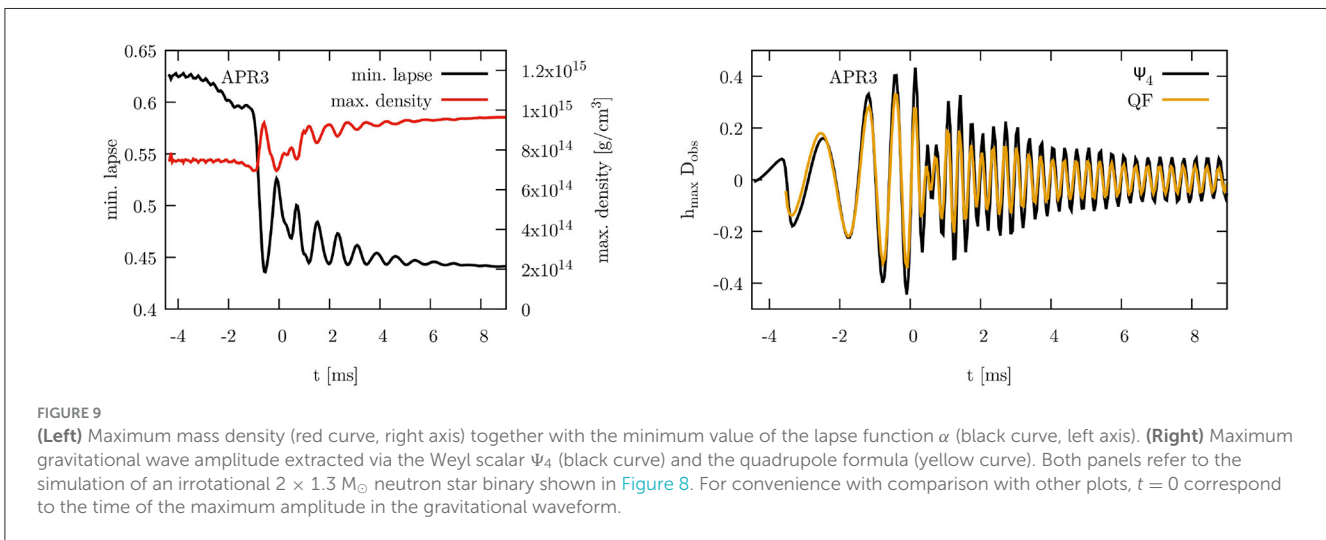 0.65
0.6
0.55
0.5
0.45
0.4
min. lapse
APR3
min. lapse
max. density
1.2x10^15
1x10^15
8x10^14
6x10^14
4x10^14
2x10^14
0
max. density [g/cm^3]
-4 -2 0 2 4 6 8
t [ms]
0.4
0.2
0
-0.2
-0.4
h_max D_obs
APR3
Ψ_4
QF
-4 -2 0 2 4 6 8
t [ms]
FIGURE 9
(Left) Maximum mass density (red curve, right axis) together with the minimum value of the lapse function α (black curve, left axis). (Right) Maximum
gravitational wave amplitude extracted via the Weyl scalar Ψ4 (black curve) and the quadrupole formula (yellow curve). Both panels refer to the
simulation of an irrotational 2 × 1.3 M⊙ neutron star binary shown in Figure 8. For convenience with comparison with other plots, t = 0 correspond
to the time of the maximum amplitude in the gravitational waveform.